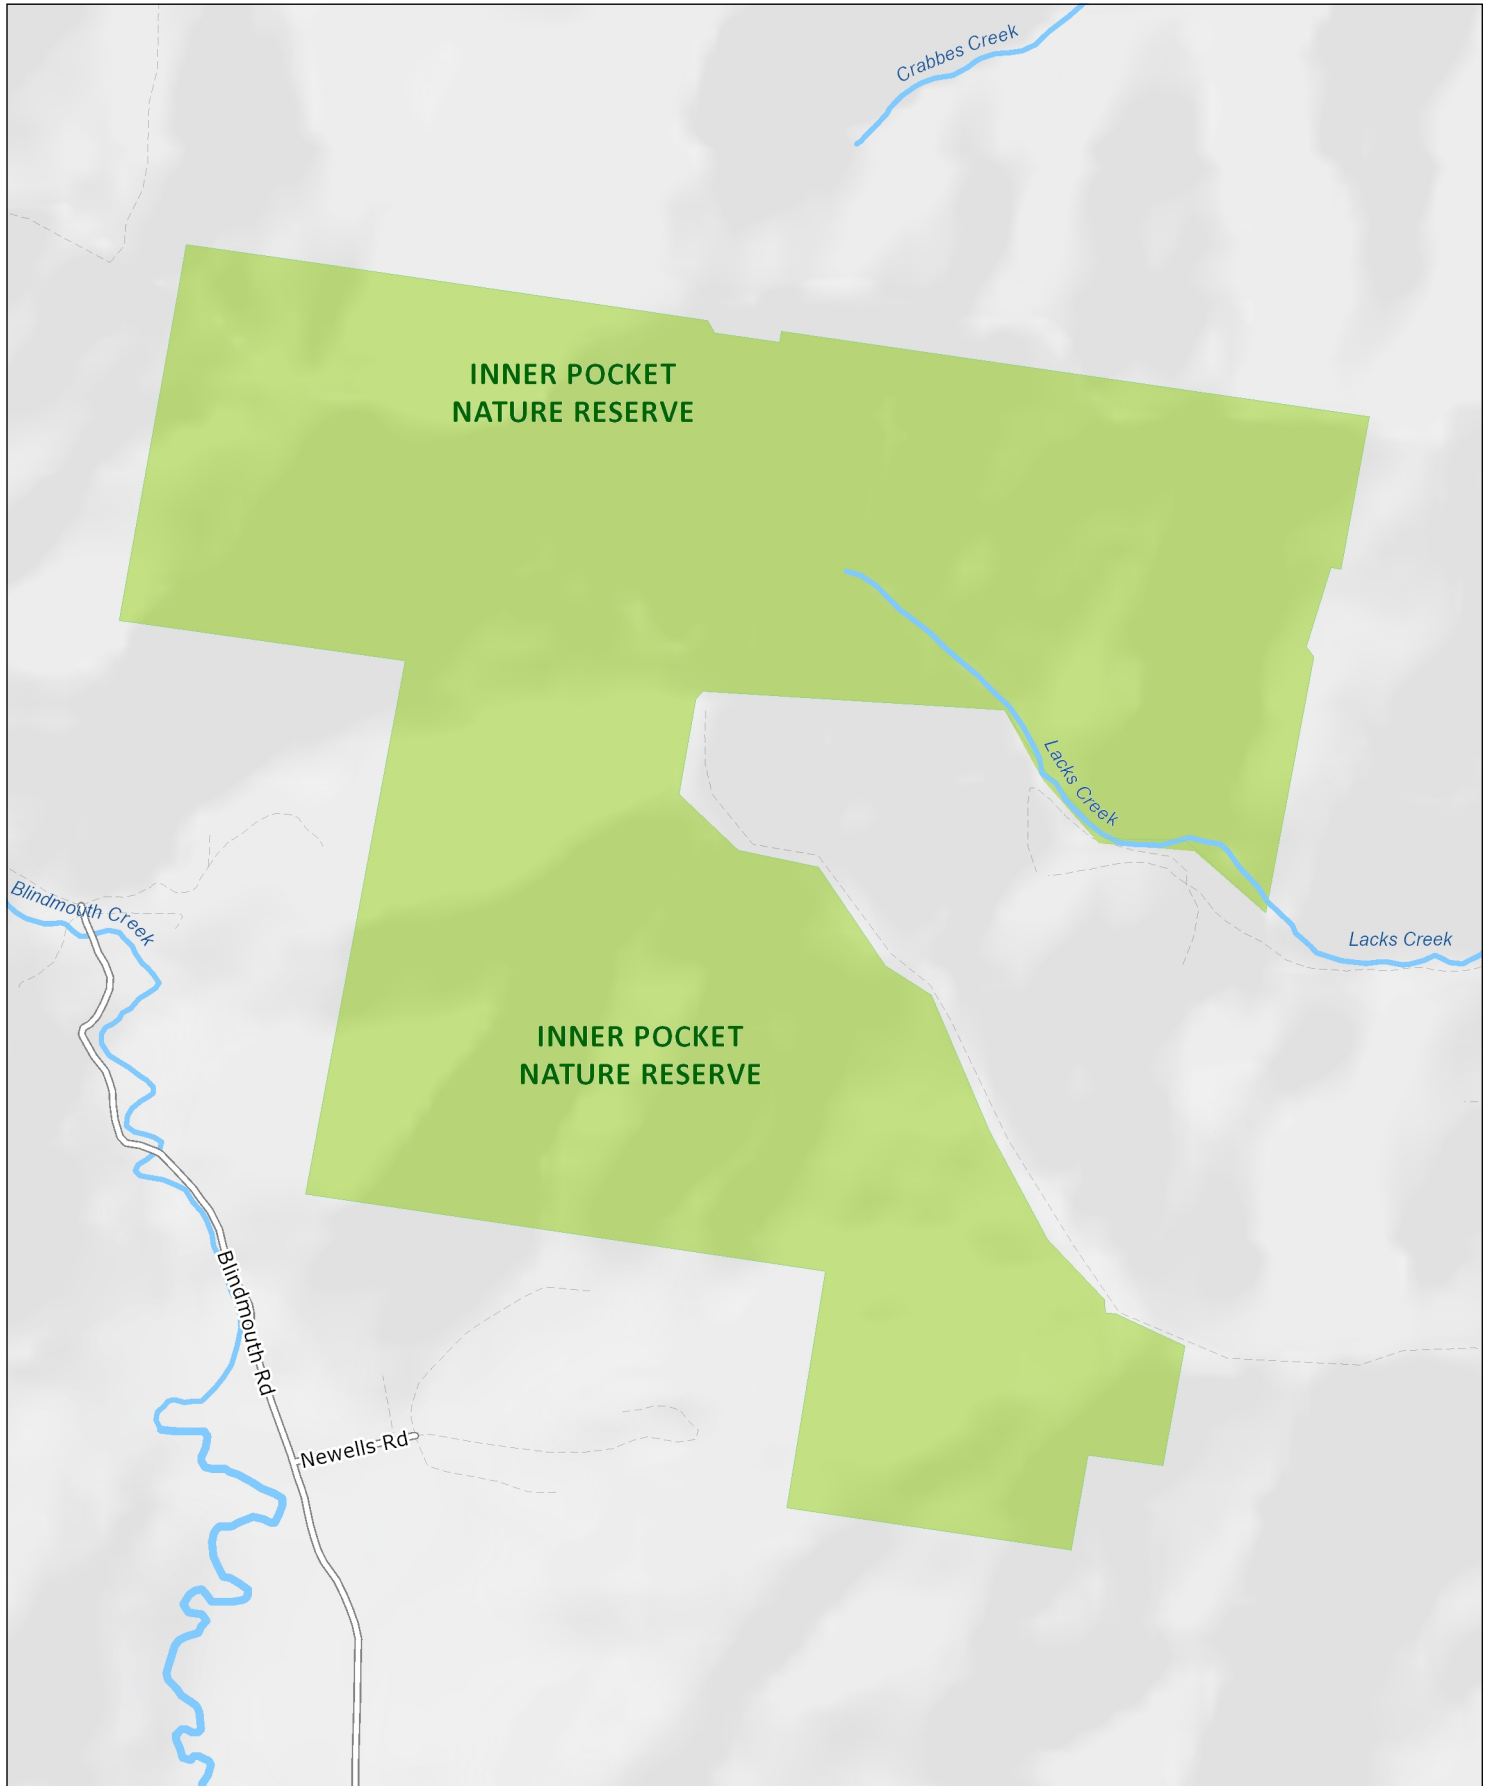 Crabbes Creek
INNER POCKET
NATURE RESERVE
Lacks Creek
Blindmouth Creek
Lacks Creek
INNER POCKET
NATURE RESERVE
Blindmouth Rd
Newells Rd